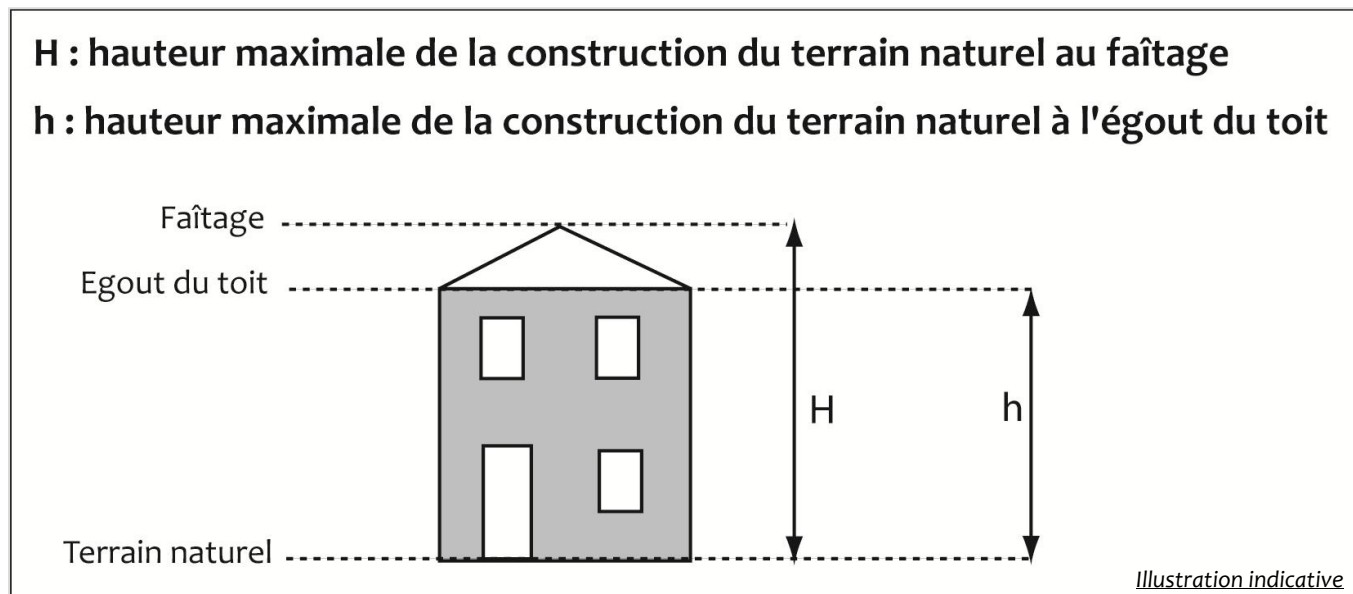 H : hauteur maximale de la construction du terrain naturel au faîtage
h : hauteur maximale de la construction du terrain naturel à l'égout du toit
Faîtage
Egout du toit
H
h
Terrain naturel
Illustration indicative